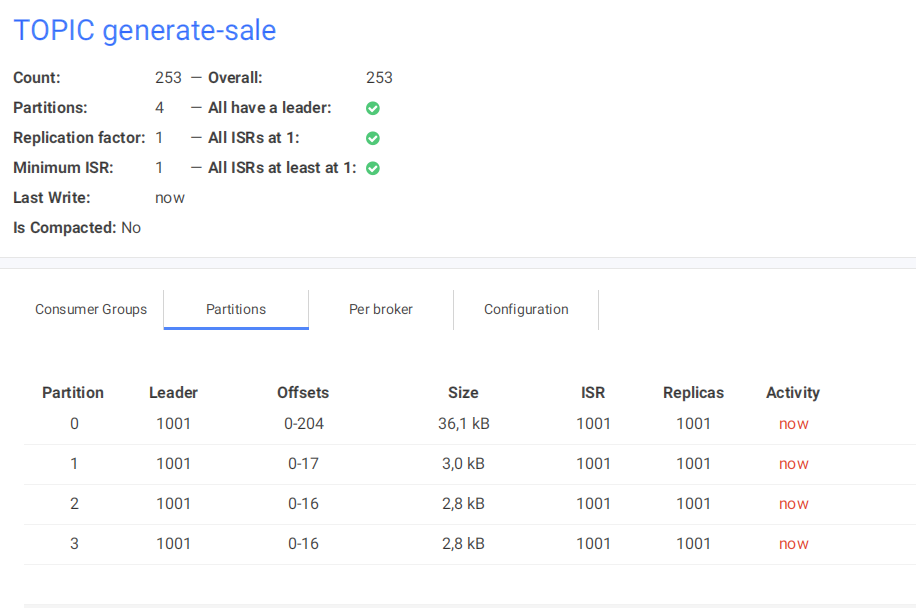 TOPIC generate-sale
Count: 253 — Overall: 253
Partitions: 4 — All have a leader:
Replication factor: 1 — All ISRs at 1:
Minimum ISR: 1 — All ISRs at least at 1:
Last Write: now
Is Compacted: No
Consumer Groups Partitions Per broker Configuration
Partition Leader Offsets Size ISR Replicas Activity
0 1001 0-204 36,1 kB 1001 1001 now
1 1001 0-17 3,0 kB 1001 1001 now
2 1001 0-16 2,8 kB 1001 1001 now
3 1001 0-16 2,8 kB 1001 1001 now